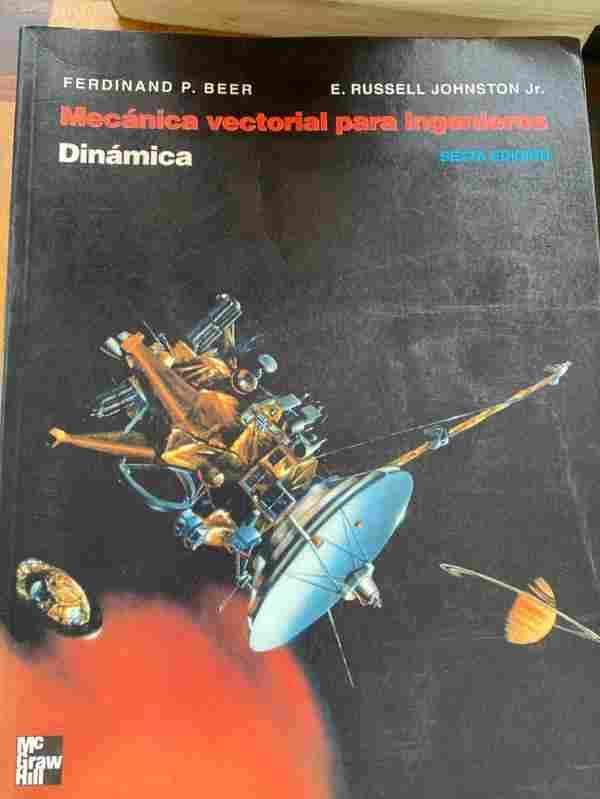 FERDINAND P. BEER E. RUSSELL JOHNSTON Jr.
Mecánica vectorial para ingenieros
Dinámica SEXTA EDICIÓN
Mc
Graw
Hill